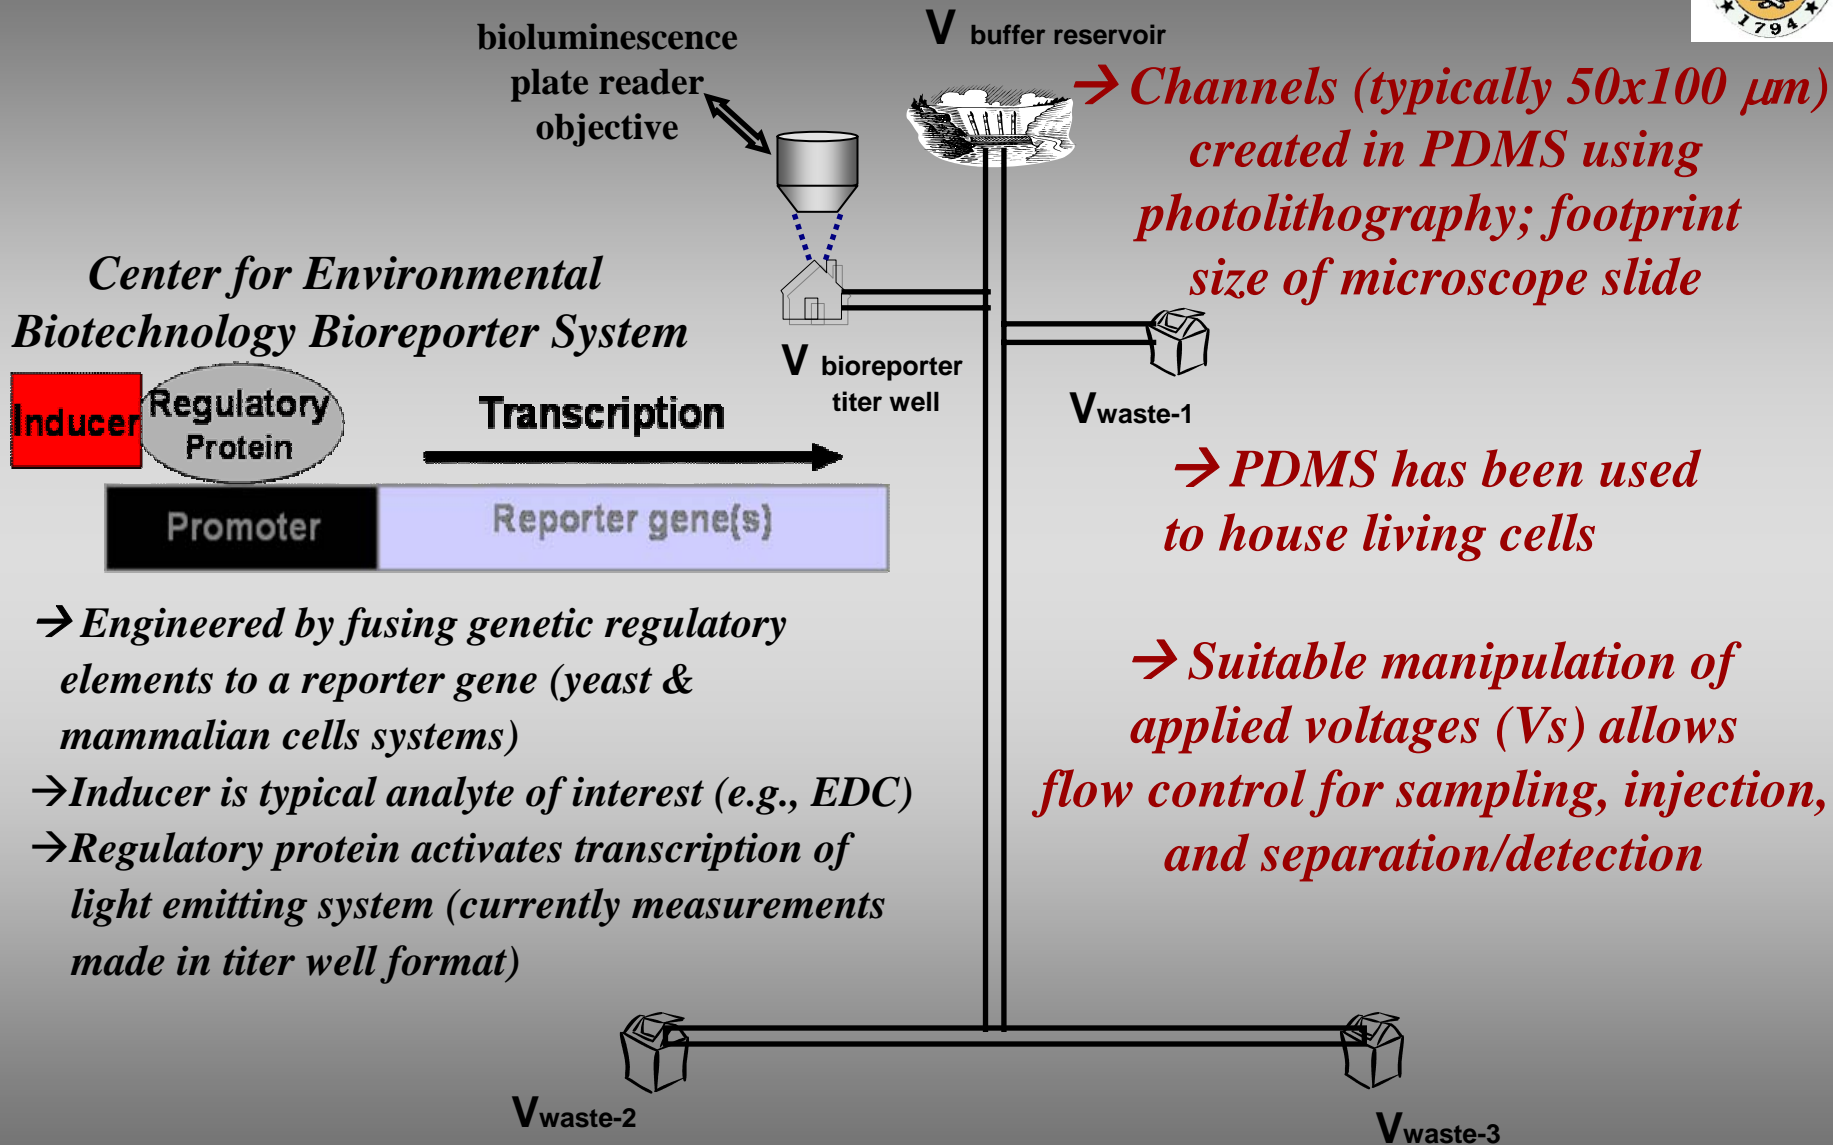 1794
bioluminescence
plate reader
objective
V buffer reservoir
→ Channels (typically 50x100 μm)
created in PDMS using
photolithography; footprint
size of microscope slide
Center for Environmental
Biotechnology Bioreporter System
V bioreporter
titer well
Vwaste-1
Inducer
Regulatory
Protein
Transcription
Promoter
Reporter gene(s)
→ PDMS has been used
to house living cells
→ Engineered by fusing genetic regulatory
elements to a reporter gene (yeast &
mammalian cells systems)
→Inducer is typical analyte of interest (e.g., EDC)
→Regulatory protein activates transcription of
light emitting system (currently measurements
made in titer well format)
→ Suitable manipulation of
applied voltages (Vs) allows
flow control for sampling, injection,
and separation/detection
Vwaste-2
Vwaste-3